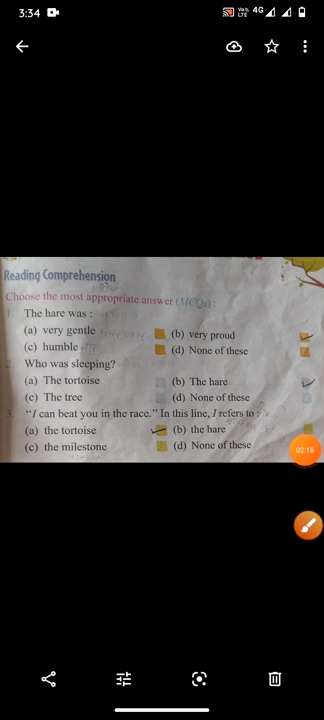 3:34
VoLTE 4G
Reading Comprehension
Choose the most appropriate answer (MCQs) :
1. The hare was :
(a) very gentle (b) very proud
(c) humble (d) None of these
2. Who was sleeping?
(a) The tortoise (b) The hare
(c) The tree (d) None of these
3. “I can beat you in the race.” In this line, I refers to :
(a) the tortoise (b) the hare
(c) the milestone (d) None of these
02:18